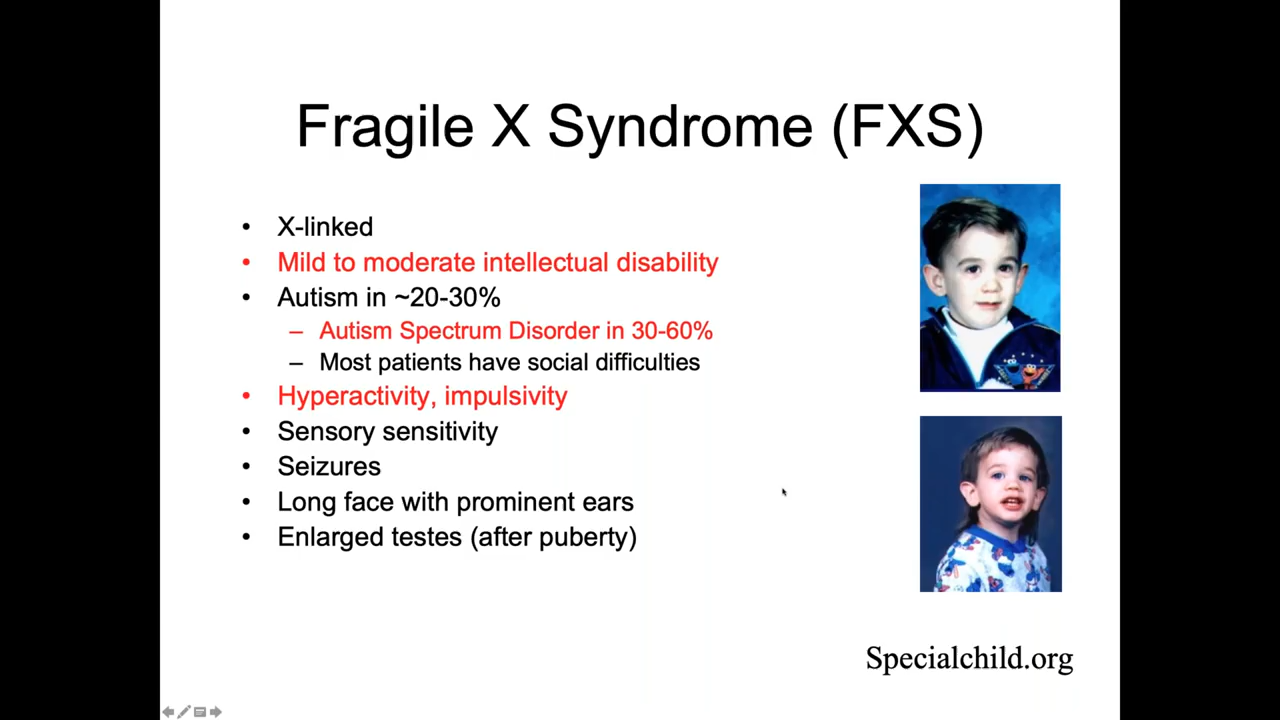 Fragile X Syndrome (FXS)
• X-linked
• Mild to moderate intellectual disability
• Autism in ~20-30%
– Autism Spectrum Disorder in 30-60%
– Most patients have social difficulties
• Hyperactivity, impulsivity
• Sensory sensitivity
• Seizures
• Long face with prominent ears
• Enlarged testes (after puberty)
Specialchild.org